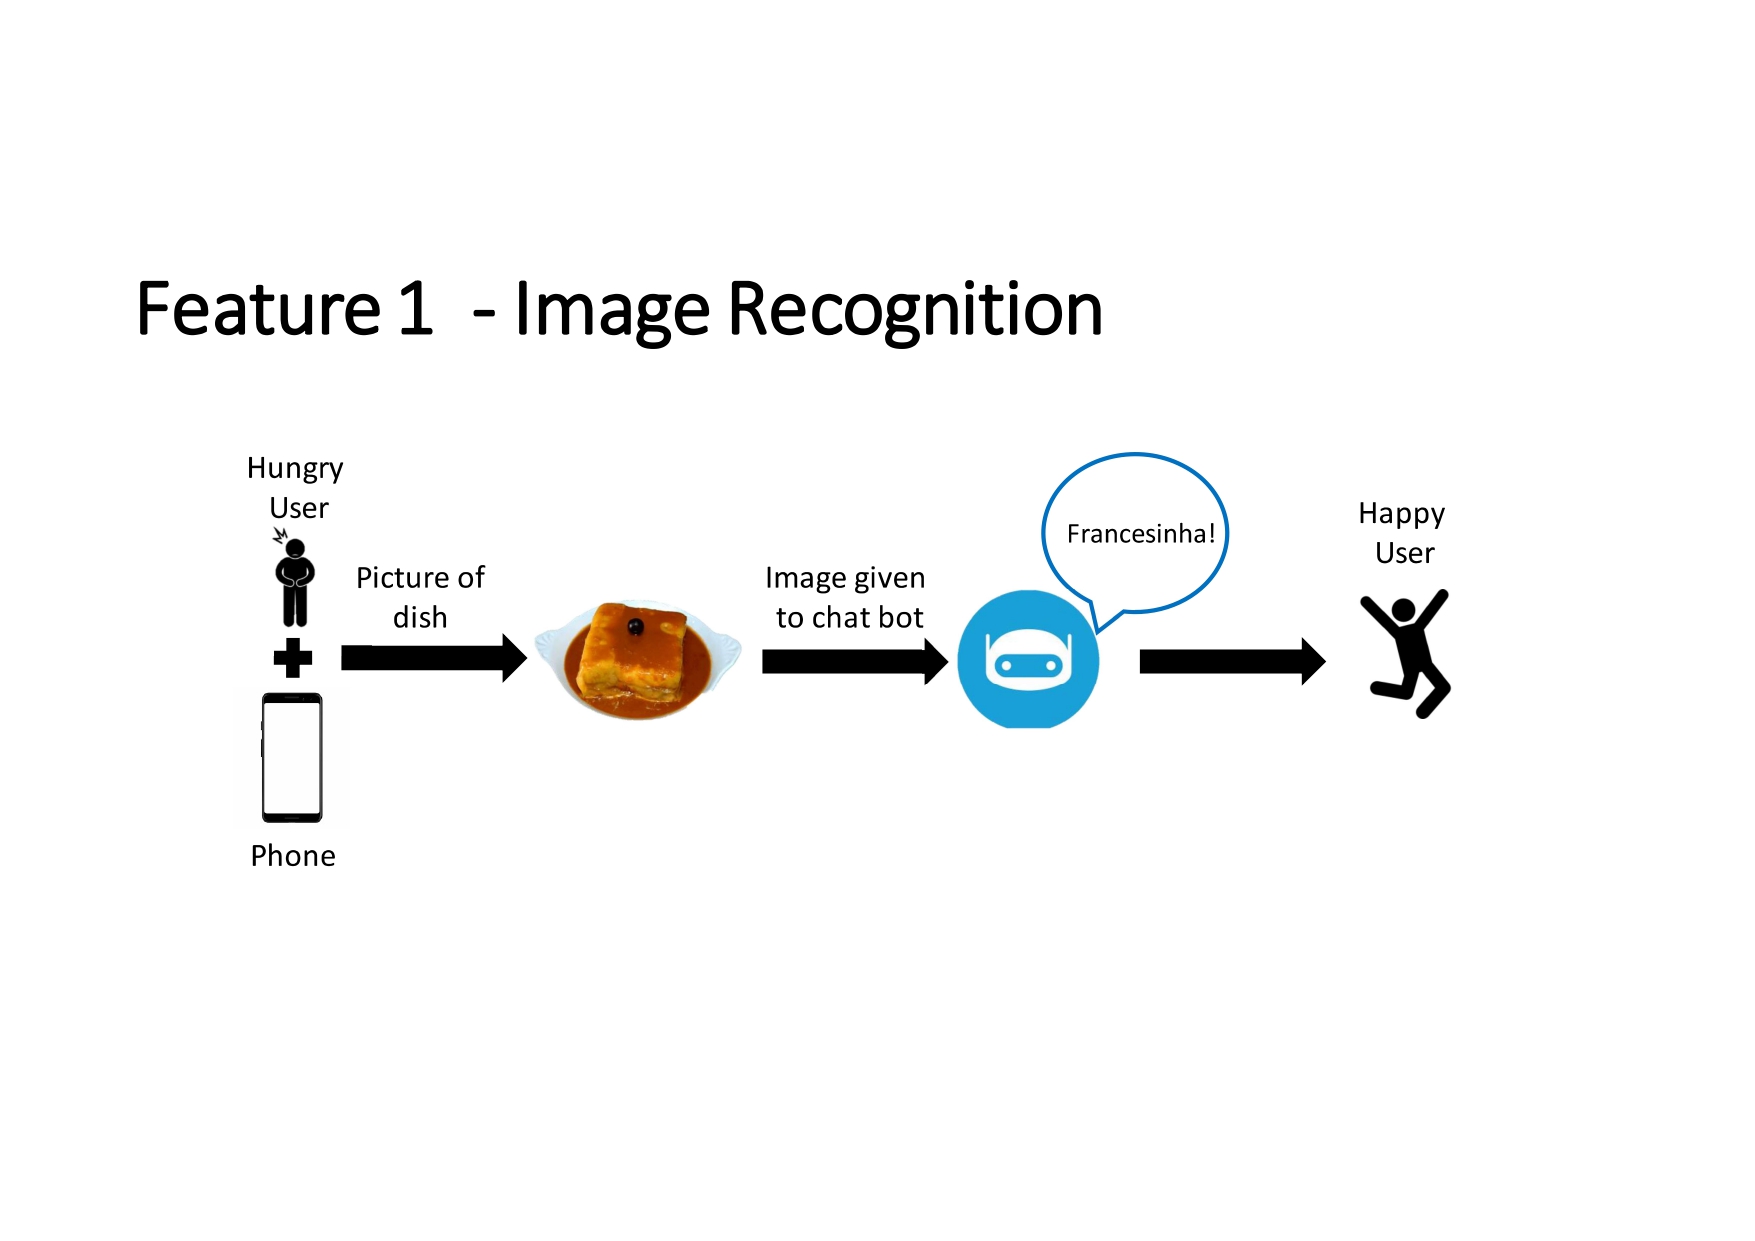 Feature 1 - Image Recognition
Hungry
User
Phone
Picture of
dish
Image given
to chat bot
Francesinha!
Happy
User